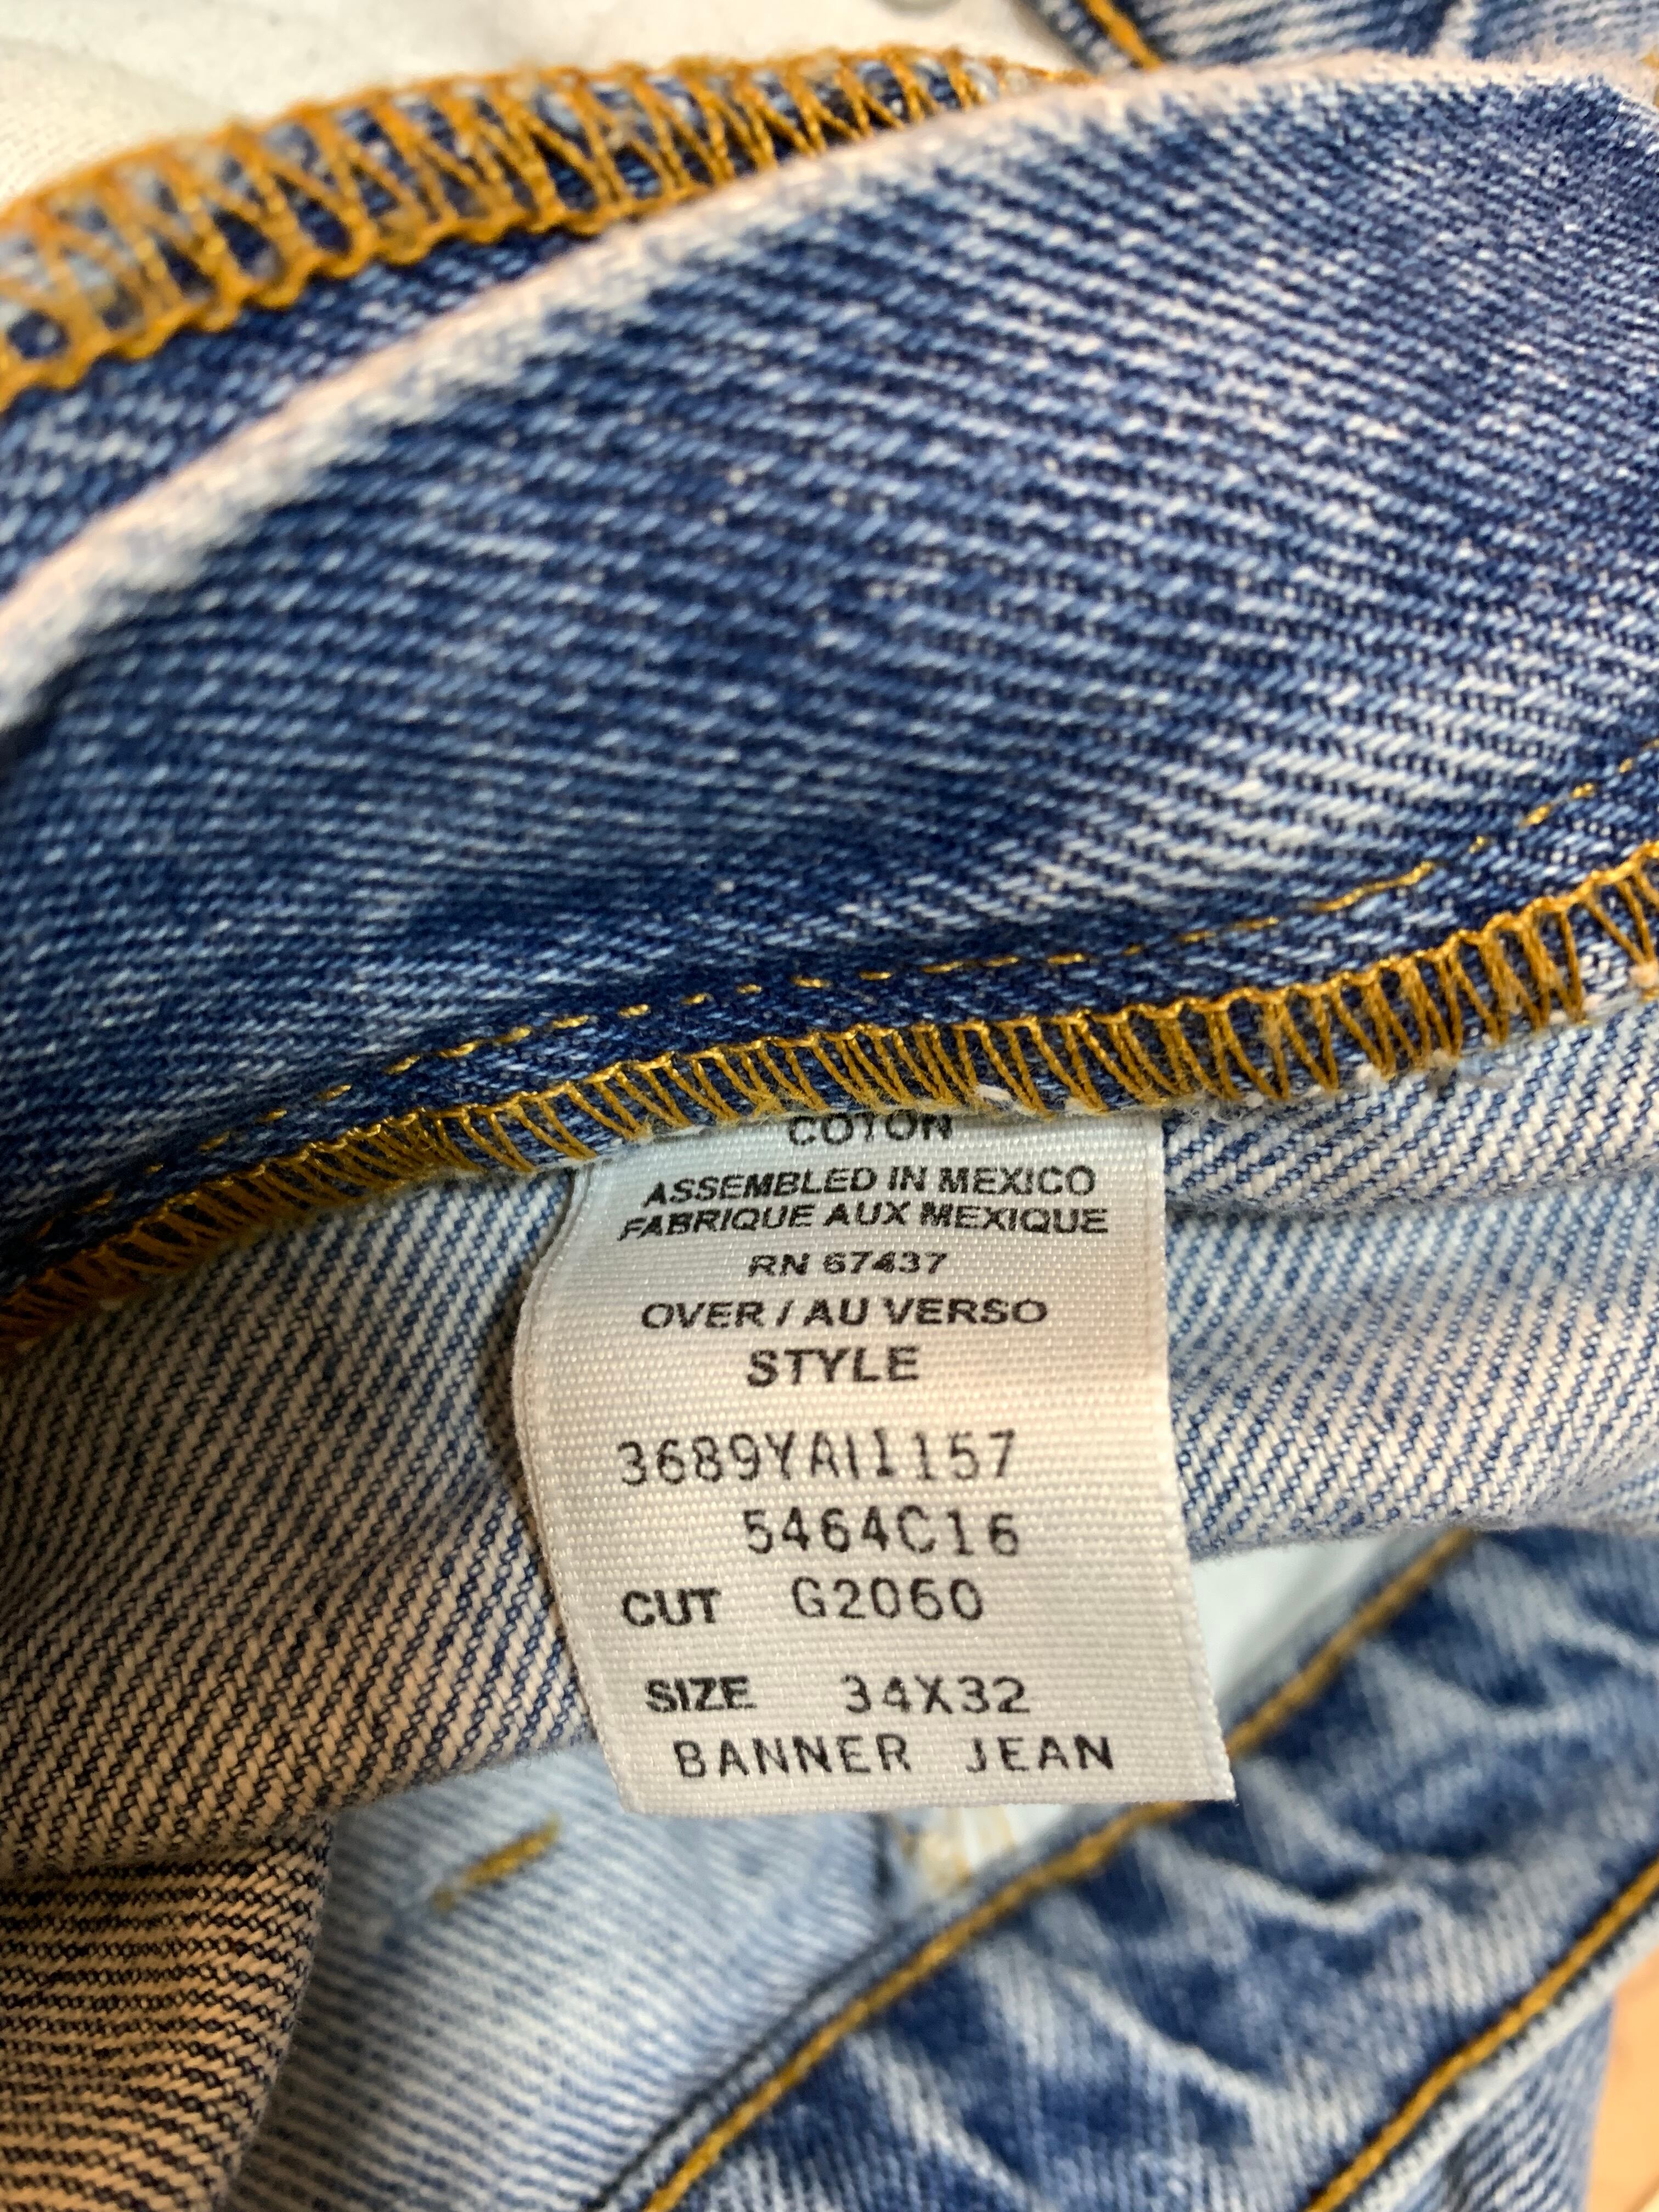 COTON
ASSEMBLED IN MEXICO
FABRIQUE AUX MEXIQUE
RN 67437
OVER / AU VERSO
STYLE
3689YAI1157
5464C16
CUT G2060
SIZE 34X32
BANNER JEAN